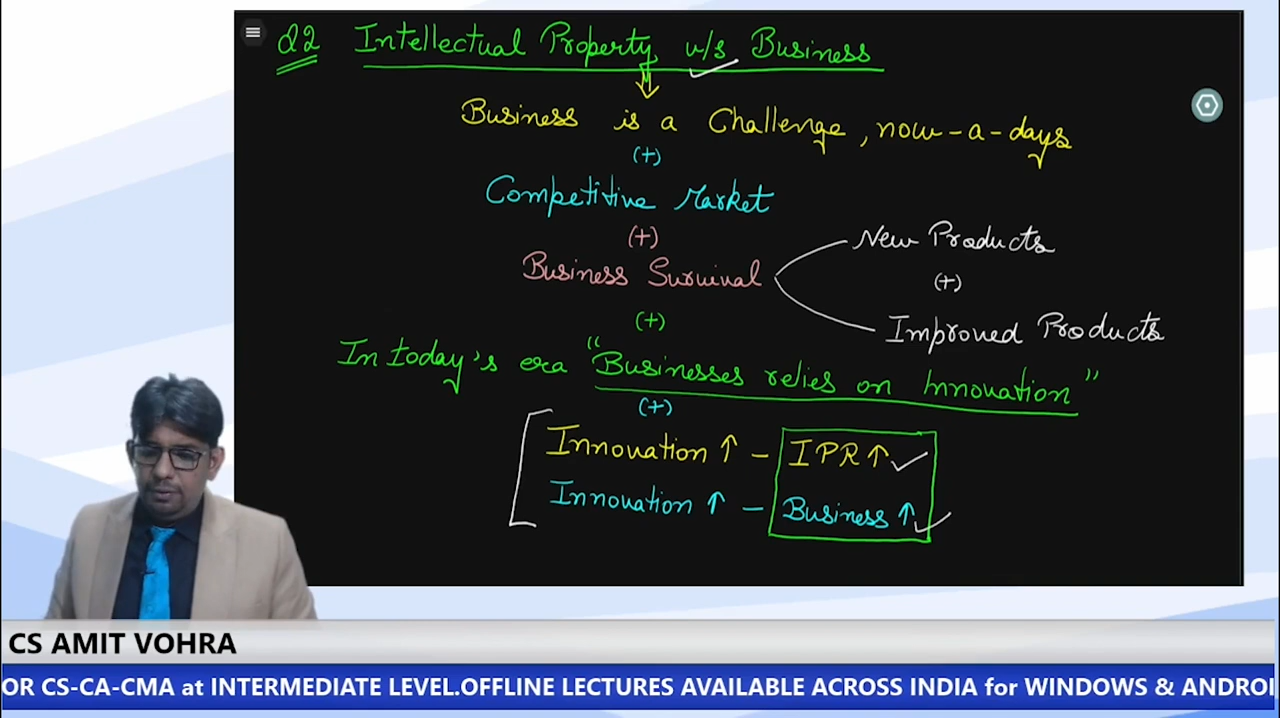 Q2 Intellectual Property v/s Business
Business is a Challenge, now-a-days
(+)
Competitive Market
(+)
Business Survival
New Products
(+)
Improved Products
(+)
In today's era "Businesses relies on Innovation"
(+)
Innovation ↑ - IPR ↑ ✓
Innovation ↑ - Business ↑ ✓
CS AMIT VOHRA
OR CS-CA-CMA at INTERMEDIATE LEVEL.OFFLINE LECTURES AVAILABLE ACROSS INDIA for WINDOWS & ANDROI